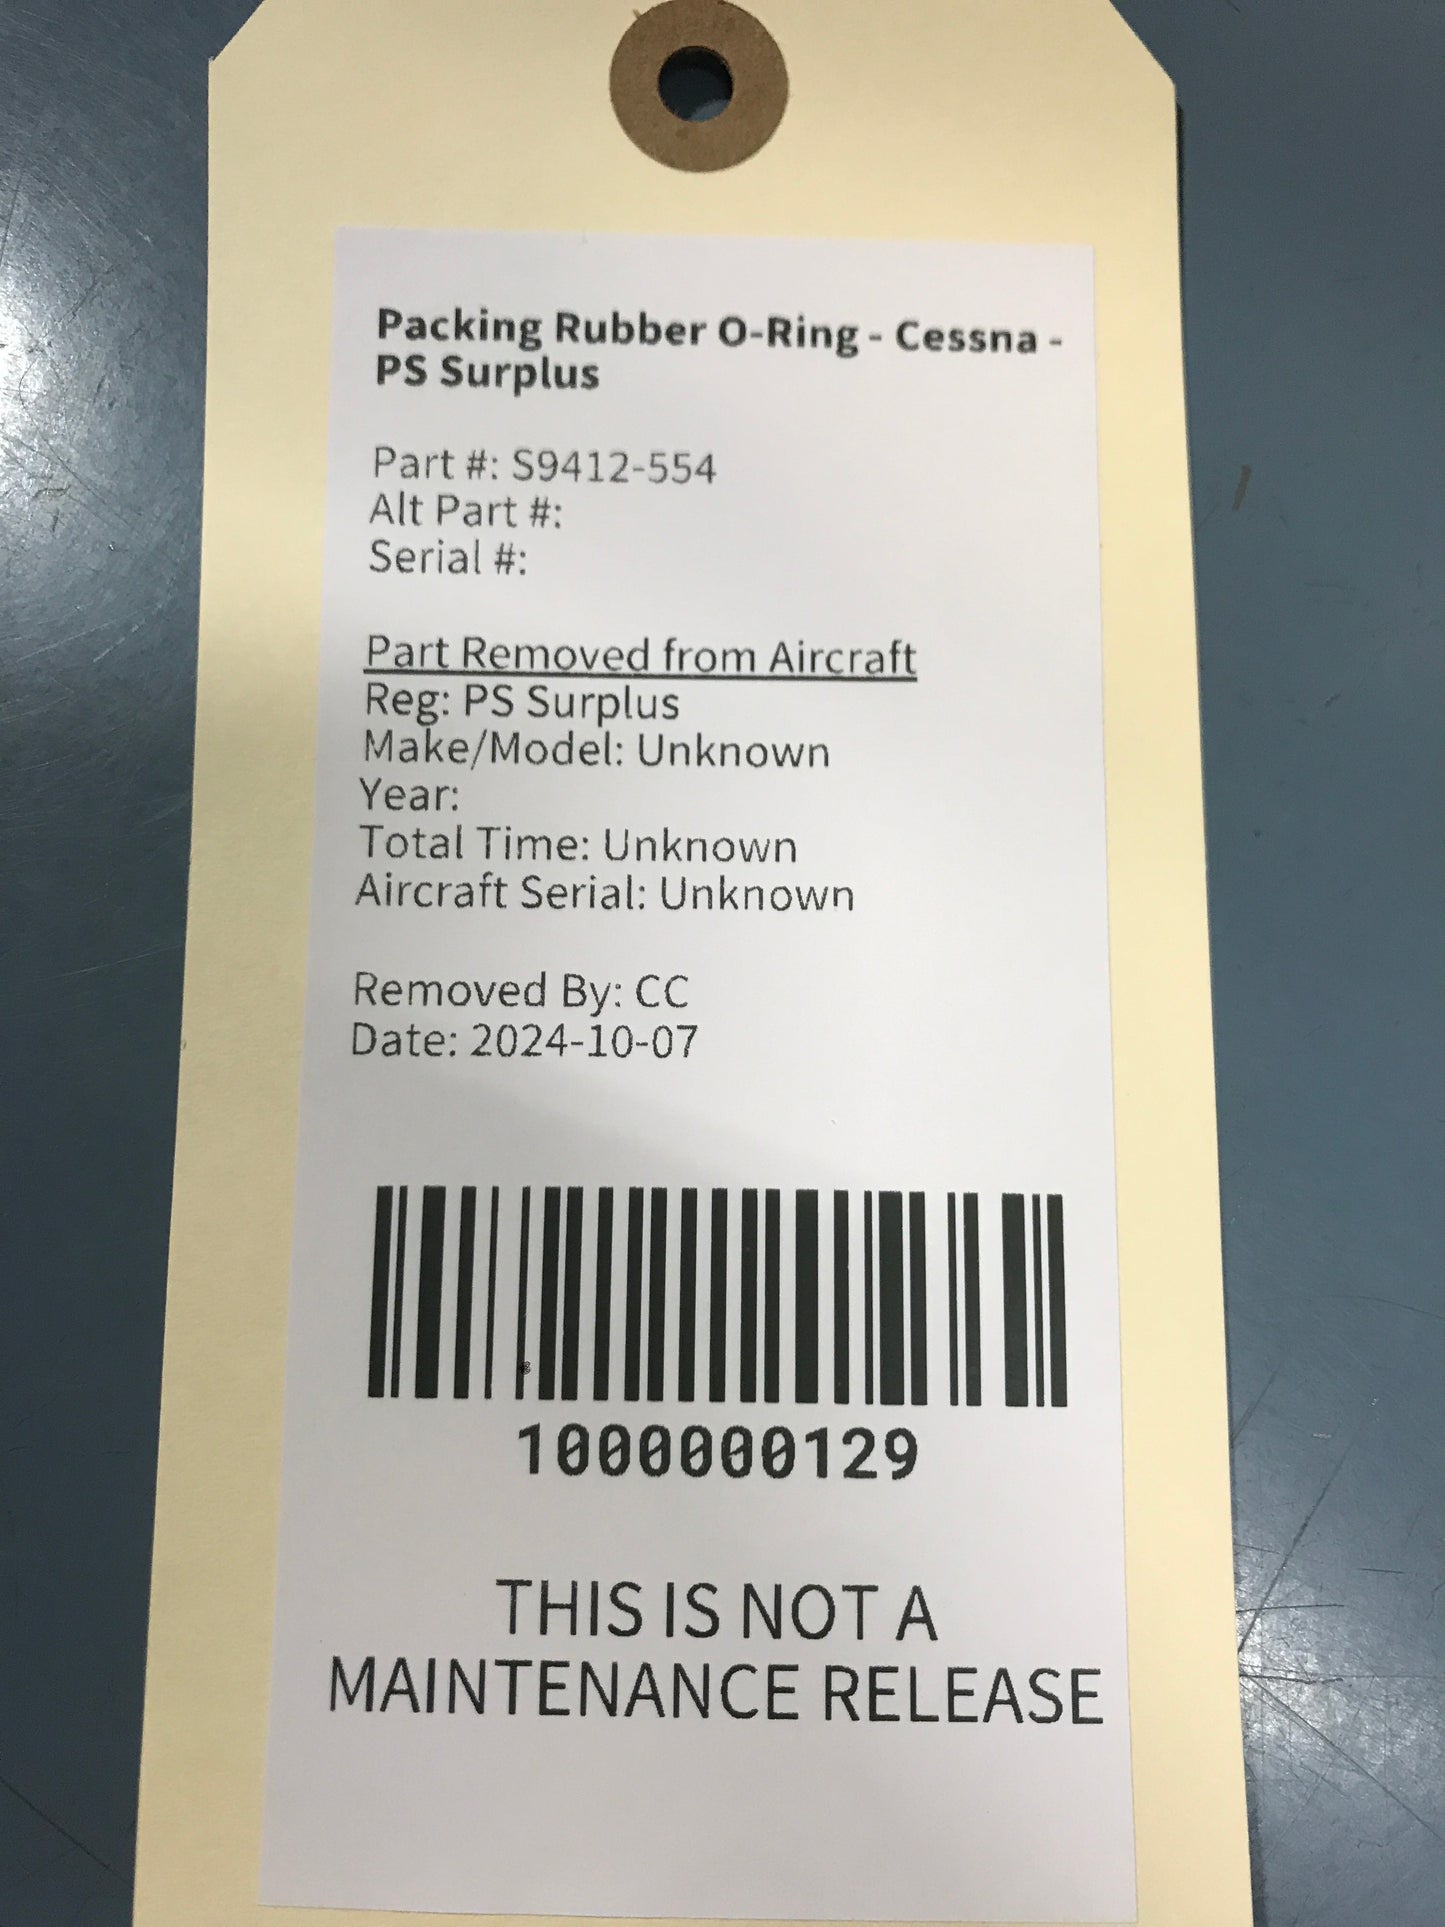 Packing Rubber O-Ring - Cessna -
PS Surplus
Part #: S9412-554
Alt Part #:
Serial #:
Part Removed from Aircraft
Reg: PS Surplus
Make/Model: Unknown
Year:
Total Time: Unknown
Aircraft Serial: Unknown
Removed By: CC
Date: 2024-10-07
1000000129
THIS IS NOT A
MAINTENANCE RELEASE